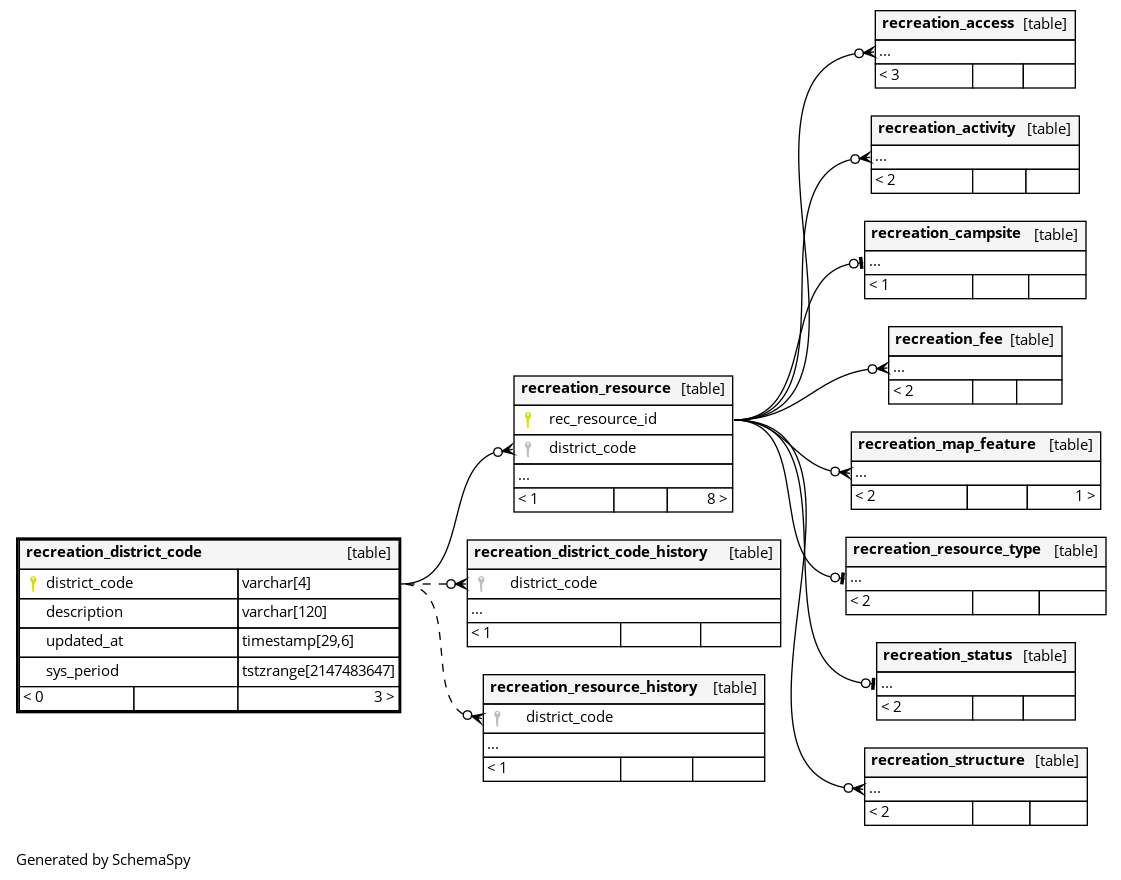 recreation_access [table]
...
< 3
recreation_activity [table]
...
< 2
recreation_campsite [table]
...
< 1
recreation_fee [table]
...
< 2
recreation_resource [table]
rec_resource_id
district_code
...
< 1 8 >
recreation_map_feature [table]
...
< 2 1 >
recreation_district_code [table]
district_code varchar[4]
description varchar[120]
updated_at timestamp[29,6]
sys_period tstzrange[2147483647]
< 0 3 >
recreation_district_code_history [table]
district_code
...
< 1
recreation_resource_type [table]
...
< 2
recreation_resource_history [table]
district_code
...
< 1
recreation_status [table]
...
< 2
recreation_structure [table]
...
< 2
Generated by SchemaSpy